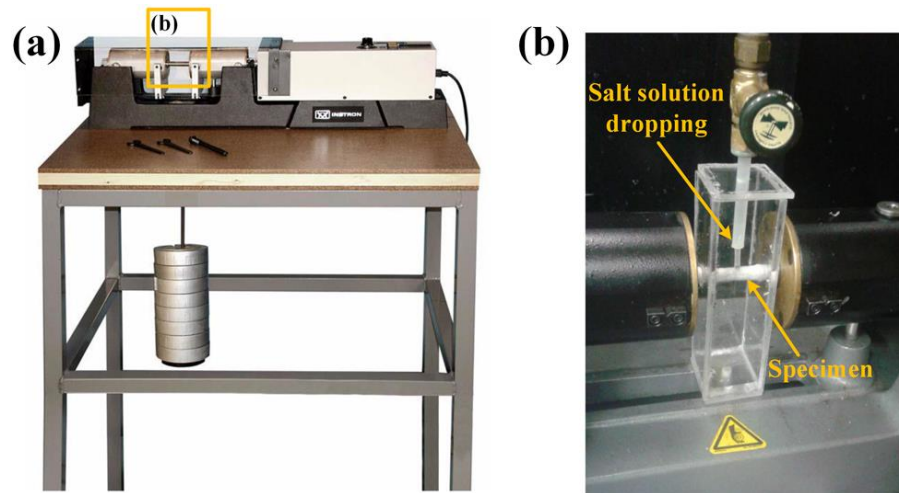 (a)
(b)
INSTRON
(b)
Salt solution
dropping
Specimen